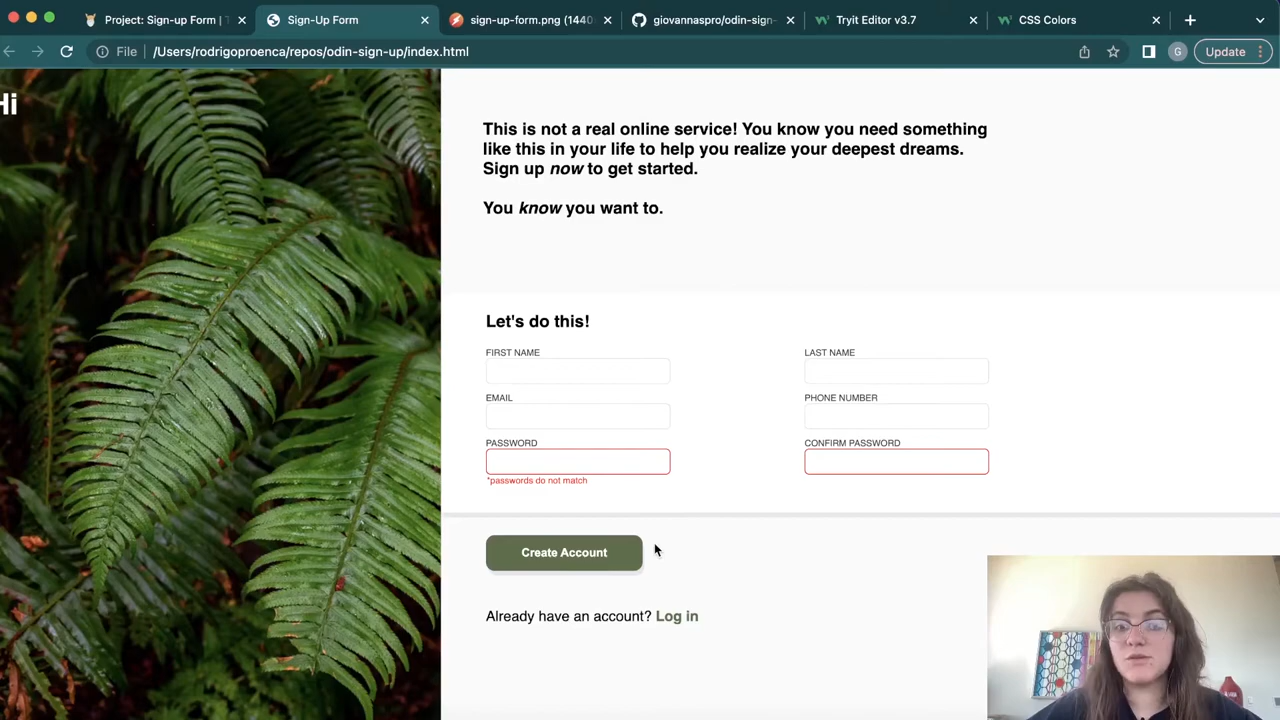 Project: Sign-up Form |
Sign-Up Form
sign-up-form.png (1440
giovannaspro/odin-sign-
Tryit Editor v3.7
CSS Colors
File
/Users/rodrigoproenca/repos/odin-sign-up/index.html
G
Update
Hi
This is not a real online service! You know you need something
like this in your life to help you realize your deepest dreams.
Sign up now to get started.
You know you want to.
Let's do this!
FIRST NAME
LAST NAME
EMAIL
PHONE NUMBER
PASSWORD
CONFIRM PASSWORD
*passwords do not match
Create Account
Already have an account? Log in